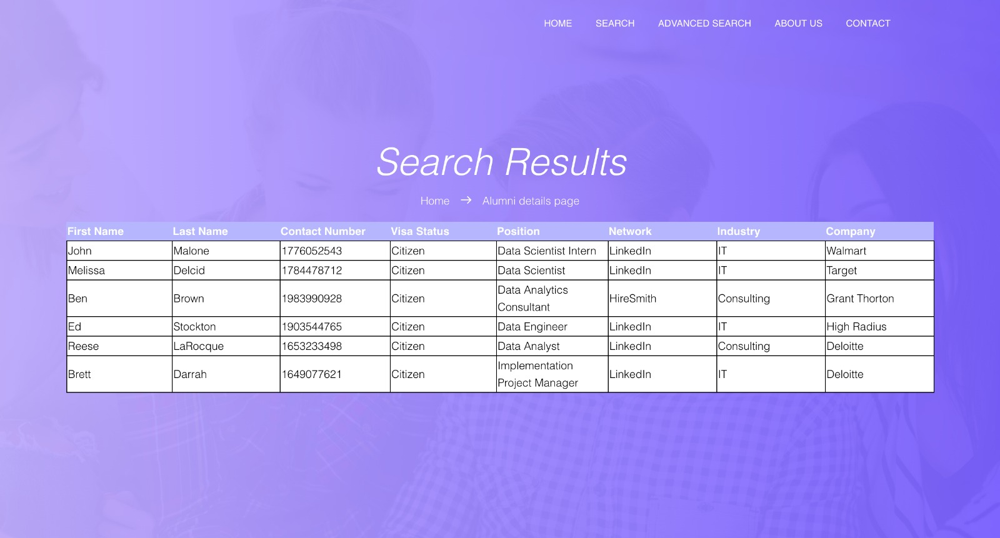 HOME SEARCH ADVANCED SEARCH ABOUT US CONTACT
Search Results
Home → Alumni details page
First Name Last Name Contact Number Visa Status Position Network Industry Company
John Malone 1776052543 Citizen Data Scientist Intern LinkedIn IT Walmart
Melissa Delcid 1784478712 Citizen Data Scientist LinkedIn IT Target
Ben Brown 1983990928 Citizen Data Analytics Consultant HireSmith Consulting Grant Thorton
Ed Stockton 1903544765 Citizen Data Engineer LinkedIn IT High Radius
Reese LaRocque 1653233498 Citizen Data Analyst LinkedIn Consulting Deloitte
Brett Darrah 1649077621 Citizen Implementation Project Manager LinkedIn IT Deloitte